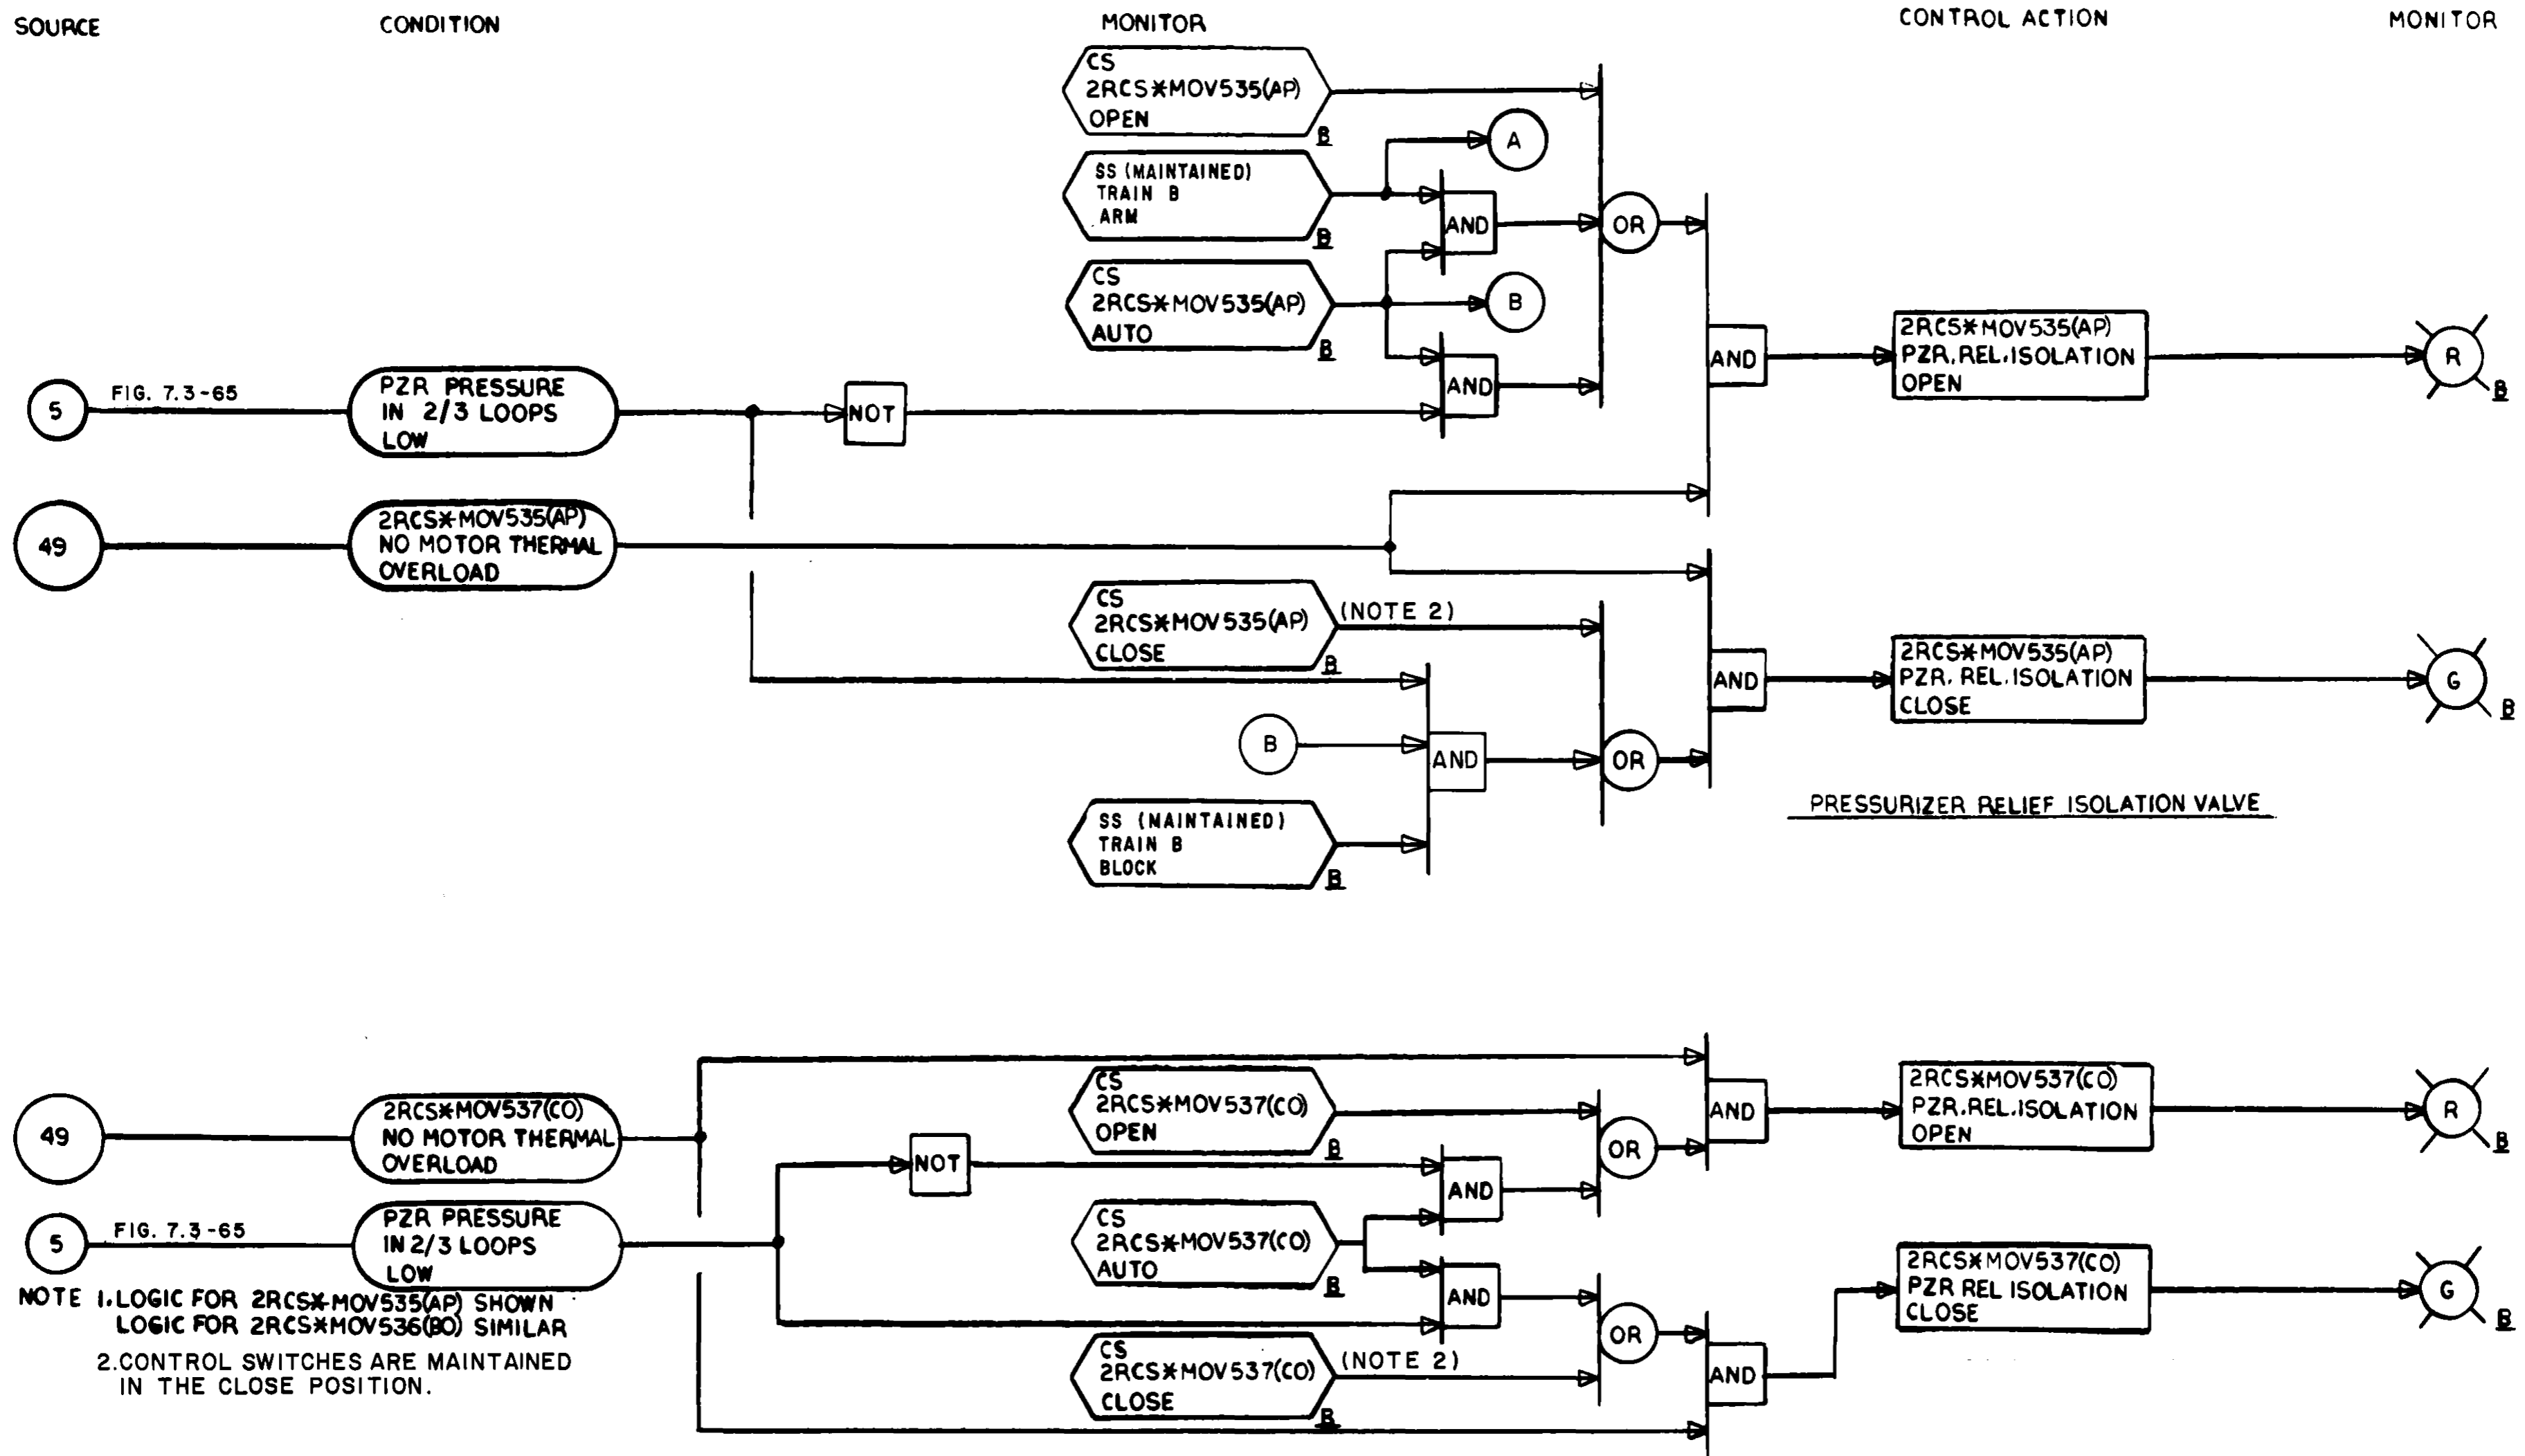 SOURCE
CONDITION
MONITOR
CONTROL ACTION
MONITOR
CS
2RCS*MOV535(AP)
OPEN
B
A
SS (MAINTAINED)
TRAIN B
ARM
B
AND
OR
CS
2RCS*MOV535(AP)
AUTO
B
B
AND
AND
2RCS*MOV535(AP)
PZR. REL. ISOLATION
OPEN
R
B
5
FIG. 7.3-65
PZR PRESSURE
IN 2/3 LOOPS
LOW
NOT
49
2RCS*MOV535(AP)
NO MOTOR THERMAL
OVERLOAD
CS
2RCS*MOV535(AP)
CLOSE
(NOTE 2)
B
AND
2RCS*MOV535(AP)
PZR. REL. ISOLATION
CLOSE
G
B
B
AND
OR
SS (MAINTAINED)
TRAIN B
BLOCK
B
PRESSURIZER RELIEF ISOLATION VALVE
49
2RCS*MOV537(CO)
NO MOTOR THERMAL
OVERLOAD
CS
2RCS*MOV537(CO)
OPEN
B
OR
AND
2RCS*MOV537(CO)
PZR. REL. ISOLATION
OPEN
R
B
NOT
AND
5
FIG. 7.3-65
PZR PRESSURE
IN 2/3 LOOPS
LOW
CS
2RCS*MOV537(CO)
AUTO
B
AND
OR
2RCS*MOV537(CO)
PZR REL ISOLATION
CLOSE
G
B
CS
2RCS*MOV537(CO)
CLOSE
(NOTE 2)
B
AND
NOTE 1. LOGIC FOR 2RCS*MOV535(AP) SHOWN
LOGIC FOR 2RCS*MOV536(BO) SIMILAR
2. CONTROL SWITCHES ARE MAINTAINED
IN THE CLOSE POSITION.